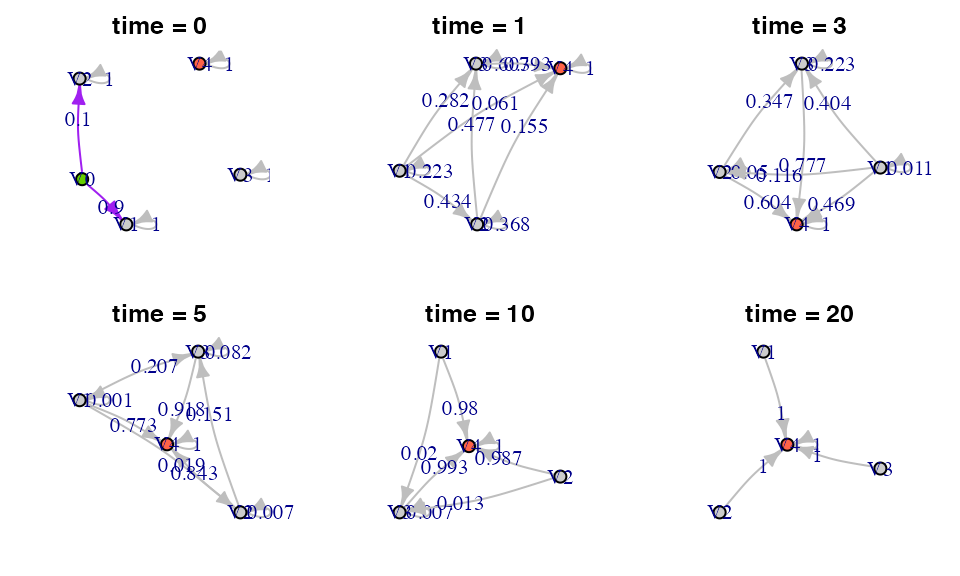 time = 0
V4 1
V2 1
0.1
V3 1
V0
0.9
V1 1
time = 1
V3 0.607 0.393 V4 1
0.282 0.061
0.477 0.155
V1 0.223
0.434
V2 0.368
time = 3
V3 0.223
0.347 0.404
0.777
V2 0.05 0.116 V1 0.011
0.604 0.469
V4 1
time = 5
V3 0.082
0.207
V1 0.001
0.918 0.151
0.773
V4 1
0.019
0.843
V2 0.007
time = 10
V1
0.98
V4 1
0.02 0.987
0.993
V2
0.013
V3 0.007
time = 20
V1
1
V4 1
1
1
V3
V2